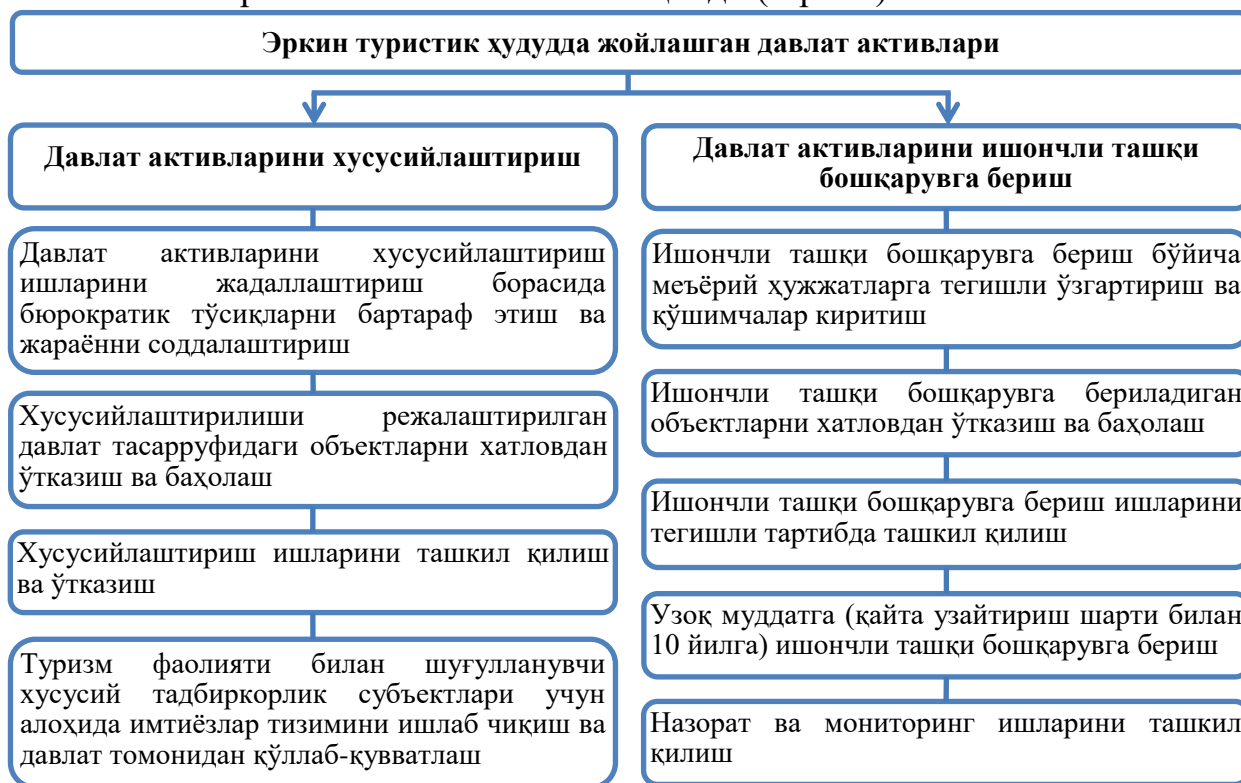 Эркин туристик ҳудудда жойлашган давлат активлари
Давлат активларини хусусийлаштириш
Давлат активларини хусусийлаштириш
ишларини жадаллаштириш борасида
бюрократик тўсиқларни бартараф этиш ва
жараённи соддалаштириш
Хусусийлаштирилиши режалаштирилган
давлат тасарруфидаги объектларни хатловдан
ўтказиш ва баҳолаш
Хусусийлаштириш ишларини ташкил қилиш
ва ўтказиш
Туризм фаолияти билан шуғулланувчи
хусусий тадбиркорлик субъектлари учун
алоҳида имтиёзлар тизимини ишлаб чиқиш ва
давлат томонидан қўллаб-қувватлаш
Давлат активларини ишончли ташқи
бошқарувга бериш
Ишончли ташқи бошқарувга бериш бўйича
меъёрий ҳужжатларга тегишли ўзгартириш ва
қўшимчалар киритиш
Ишончли ташқи бошқарувга бериладиган
объектларни хатловдан ўтказиш ва баҳолаш
Ишончли ташқи бошқарувга бериш ишларини
тегишли тартибда ташкил қилиш
Узоқ муддатга (қайта узайтириш шарти билан
10 йилга) ишончли ташқи бошқарувга бериш
Назорат ва мониторинг ишларини ташкил
қилиш